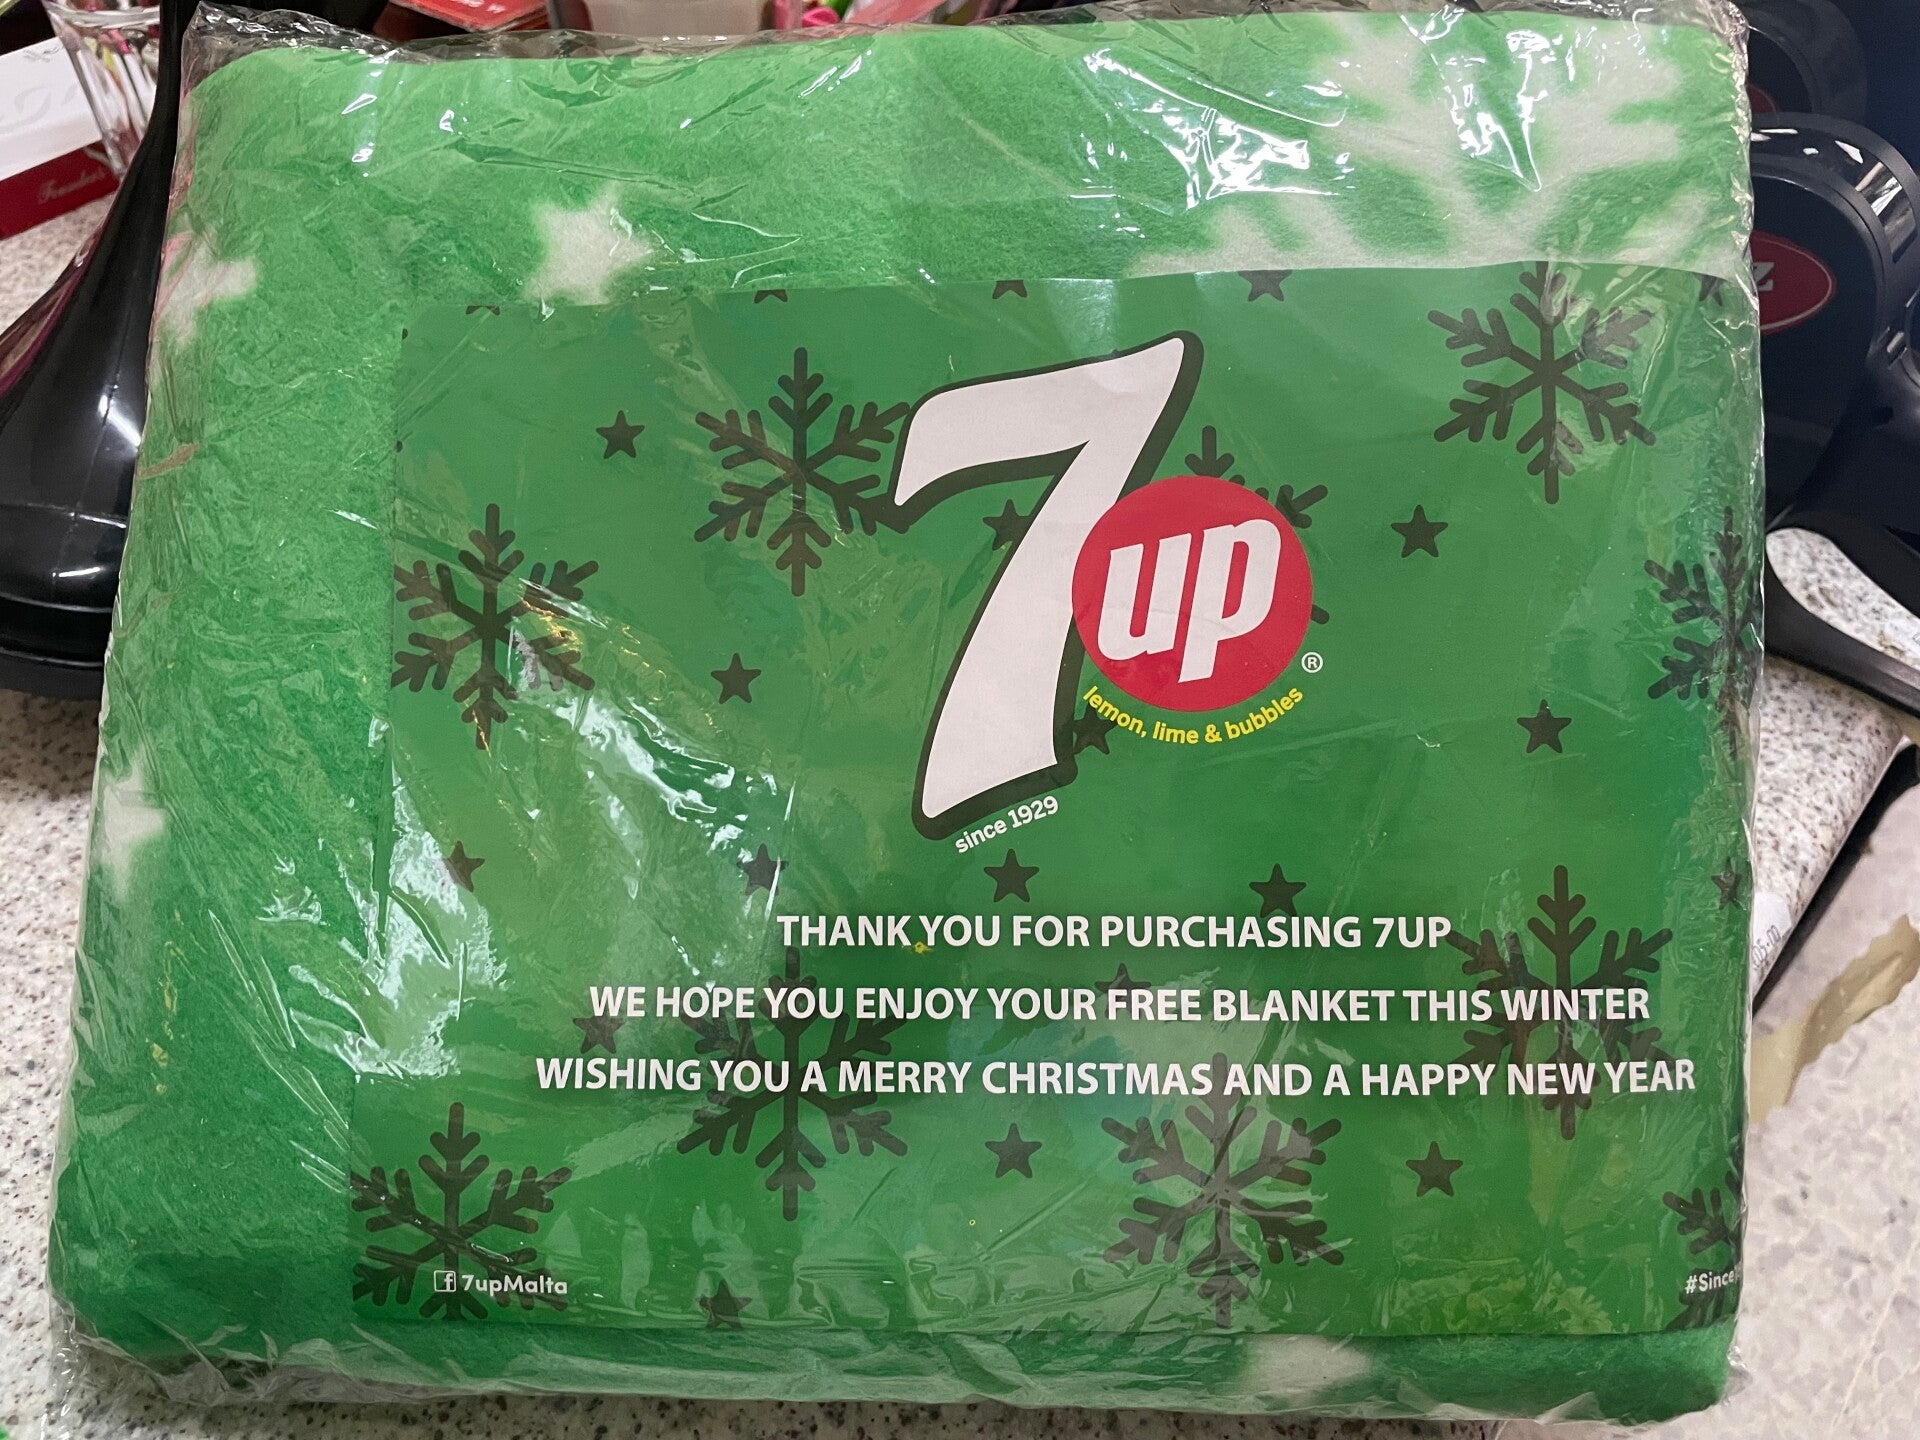 7up®
lemon, lime & bubbles
since 1929
THANK YOU FOR PURCHASING 7UP
WE HOPE YOU ENJOY YOUR FREE BLANKET THIS WINTER
WISHING YOU A MERRY CHRISTMAS AND A HAPPY NEW YEAR
7upMalta
#Since